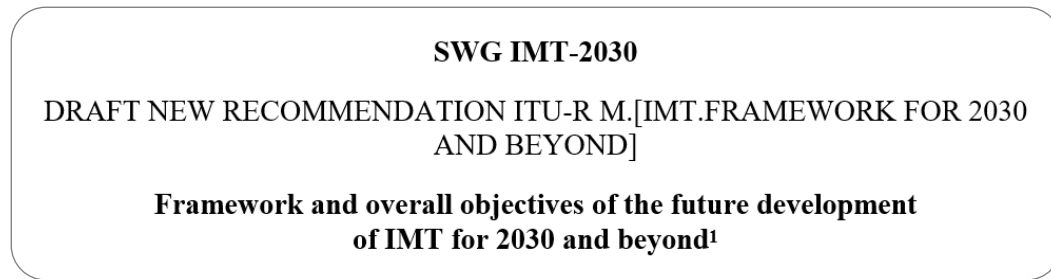 SWG IMT-2030
DRAFT NEW RECOMMENDATION ITU-R M.[IMT.FRAMEWORK FOR 2030
AND BEYOND]
Framework and overall objectives of the future development
of IMT for 2030 and beyond¹